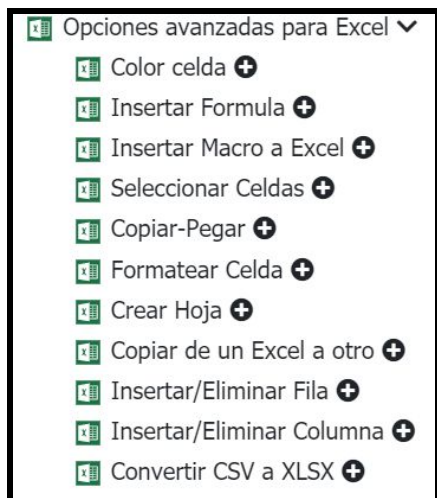 Opciones avanzadas para Excel
Color celda
Insertar Formula
Insertar Macro a Excel
Seleccionar Celdas
Copiar-Pegar
Formatear Celda
Crear Hoja
Copiar de un Excel a otro
Insertar/Eliminar Fila
Insertar/Eliminar Columna
Convertir CSV a XLSX